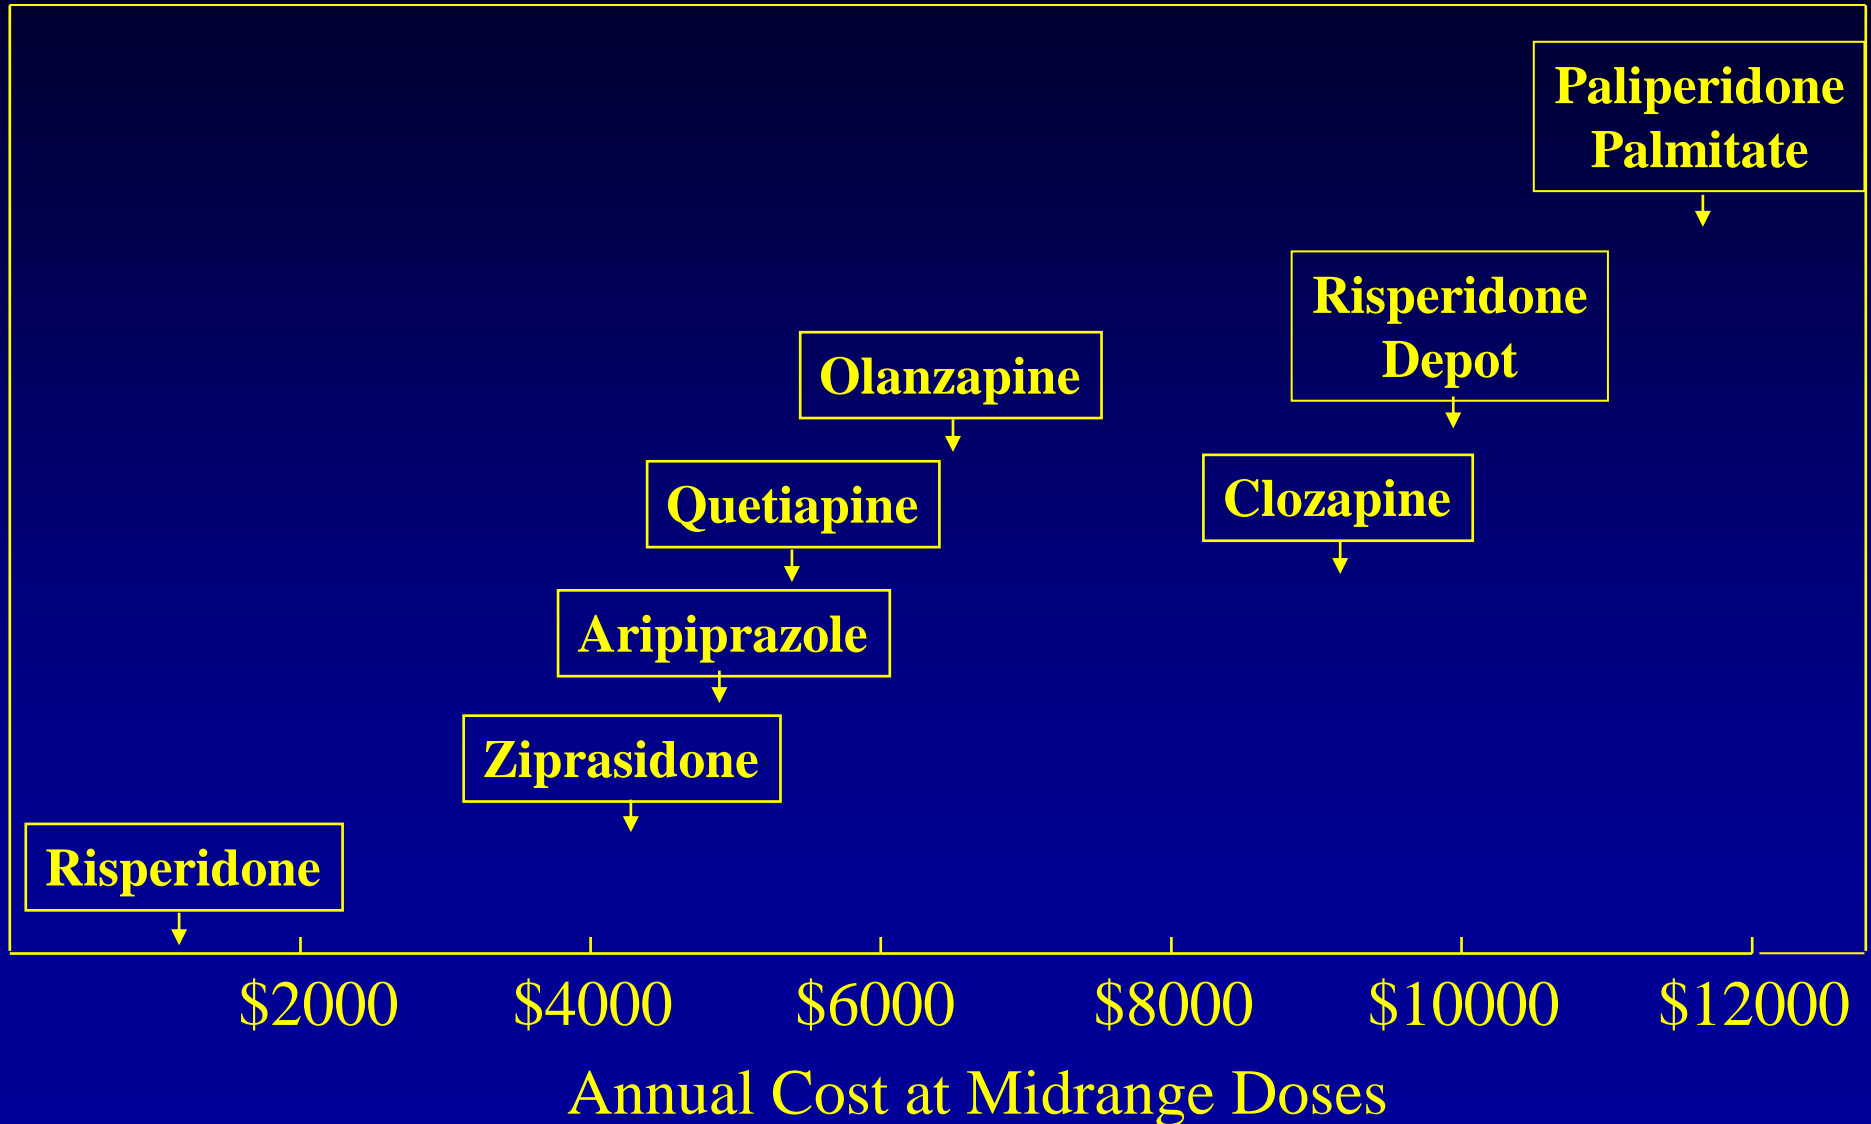 Paliperidone
Palmitate
Risperidone
Depot
Olanzapine
Clozapine
Quetiapine
Aripiprazole
Ziprasidone
Risperidone
$2000 $4000 $6000 $8000 $10000 $12000
Annual Cost at Midrange Doses